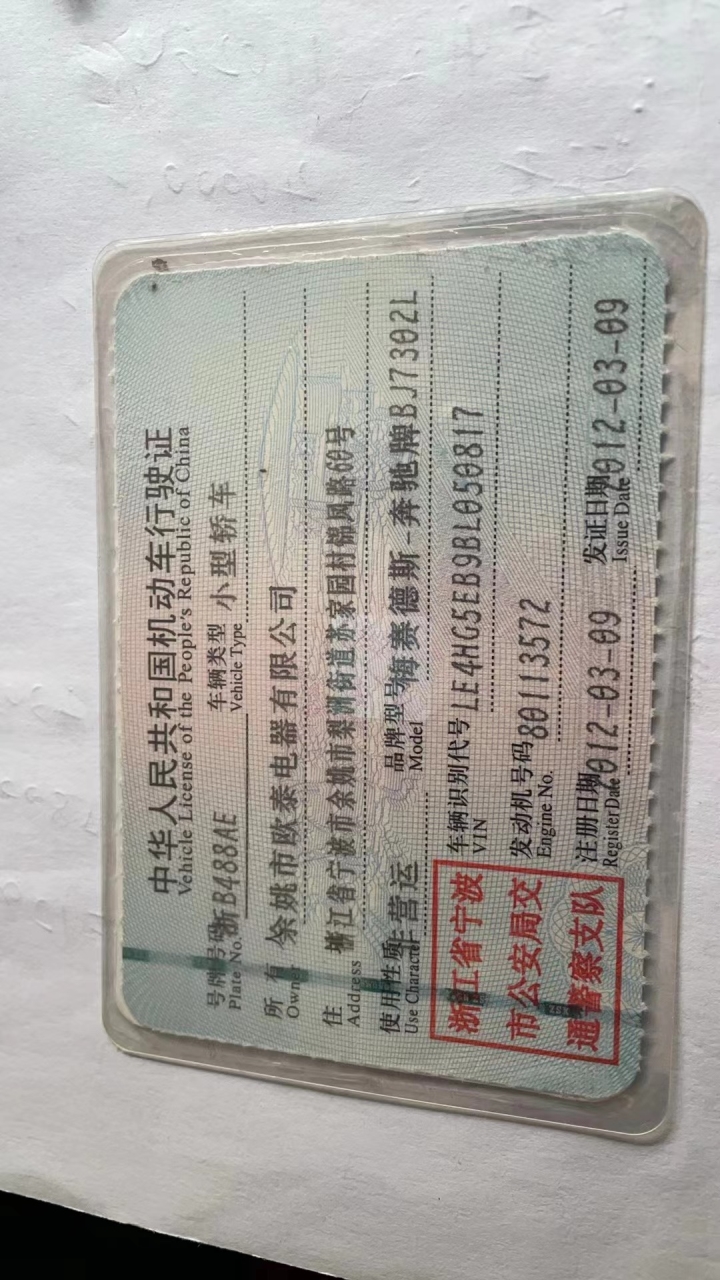 中华人民共和国机动车行驶证
Vehicle License of the People's Republic of China
号牌号码 浙B488AE 车辆类型 小型轿车
Plate No. Vehicle Type
所有 余姚市欧泰电器有限公司
Owner
住 浙江省宁波市余姚市梨洲街道苏家园村锦凤路60号
Address
使用性质 营运 品牌型号 梅赛德斯-奔驰牌BJ7302L
Use Character Model
浙江省宁波
市公安局交
通警察支队
车辆识别代号 LE4HG5EB9BL050817
VIN
发动机号码 80113572
Engine No.
注册日期 2012-03-09 发证日期 2012-03-09
Register Date Issue Date